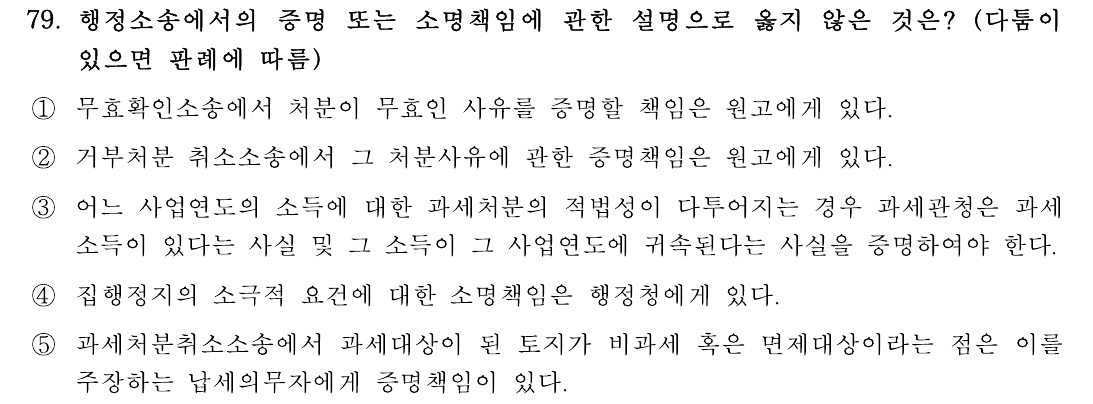 79. 행정소송에서의 증명 또는 소명책임에 관한 설명으로 옳지 않은 것은? (다툼이
있으면 판례에 따름)
① 무효확인소송에서 처분이 무효인 사유를 증명할 책임은 원고에게 있다.
② 거부처분 취소소송에서 그 처분사유에 관한 증명책임은 원고에게 있다.
③ 어느 사업연도의 소득에 대한 과세처분의 적법성이 다투어지는 경우 과세관청은 과세
소득이 있다는 사실 및 그 소득이 그 사업연도에 귀속된다는 사실을 증명하여야 한다.
④ 집행정지의 소극적 요건에 대한 소명책임은 행정청에게 있다.
⑤ 과세처분취소소송에서 과세대상이 된 토지가 비과세 혹은 면제대상이라는 점은 이를
주장하는 납세의무자에게 증명책임이 있다.